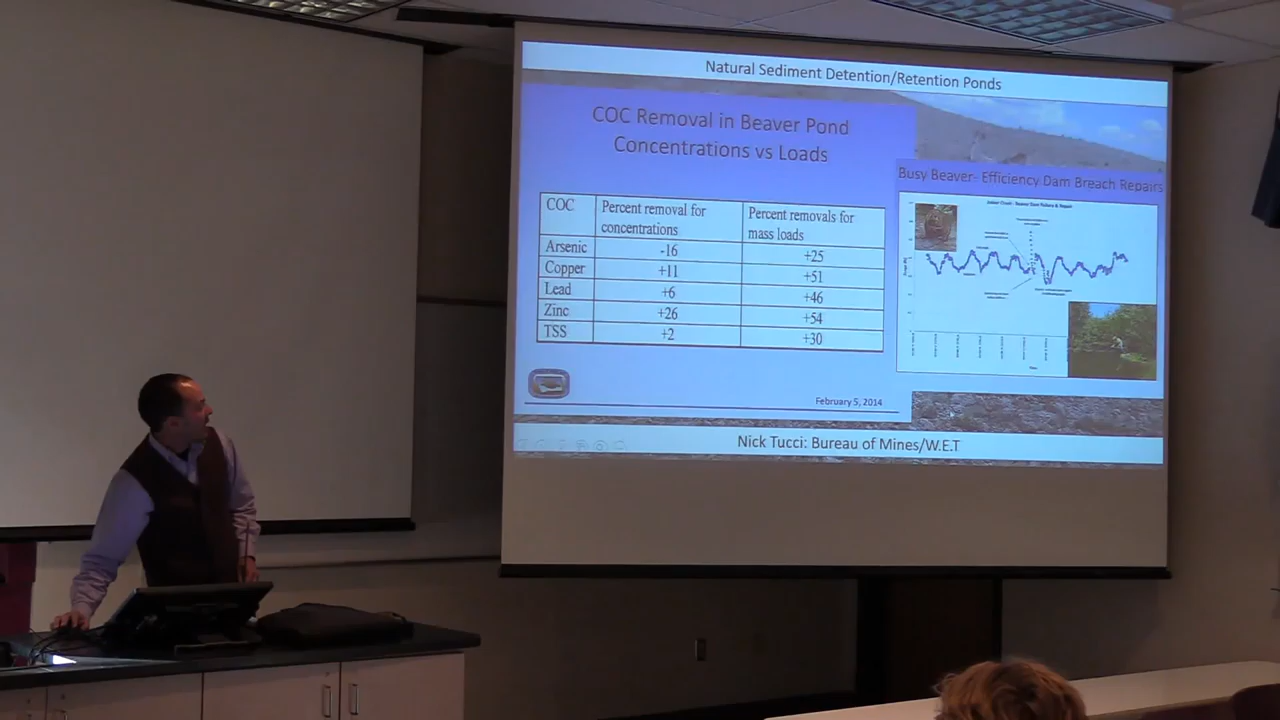 Natural Sediment Detention/Retention Ponds
COC Removal in Beaver Pond
Concentrations vs Loads
COC
Percent removal for
concentrations
Percent removals for
mass loads
Arsenic -16 +25
Copper +11 +51
Lead +6 +46
Zinc +26 +54
TSS +2 +30
February 5, 2014
Busy Beaver- Efficiency Dam Breach Repairs
Nick Tucci: Bureau of Mines/W.E.T